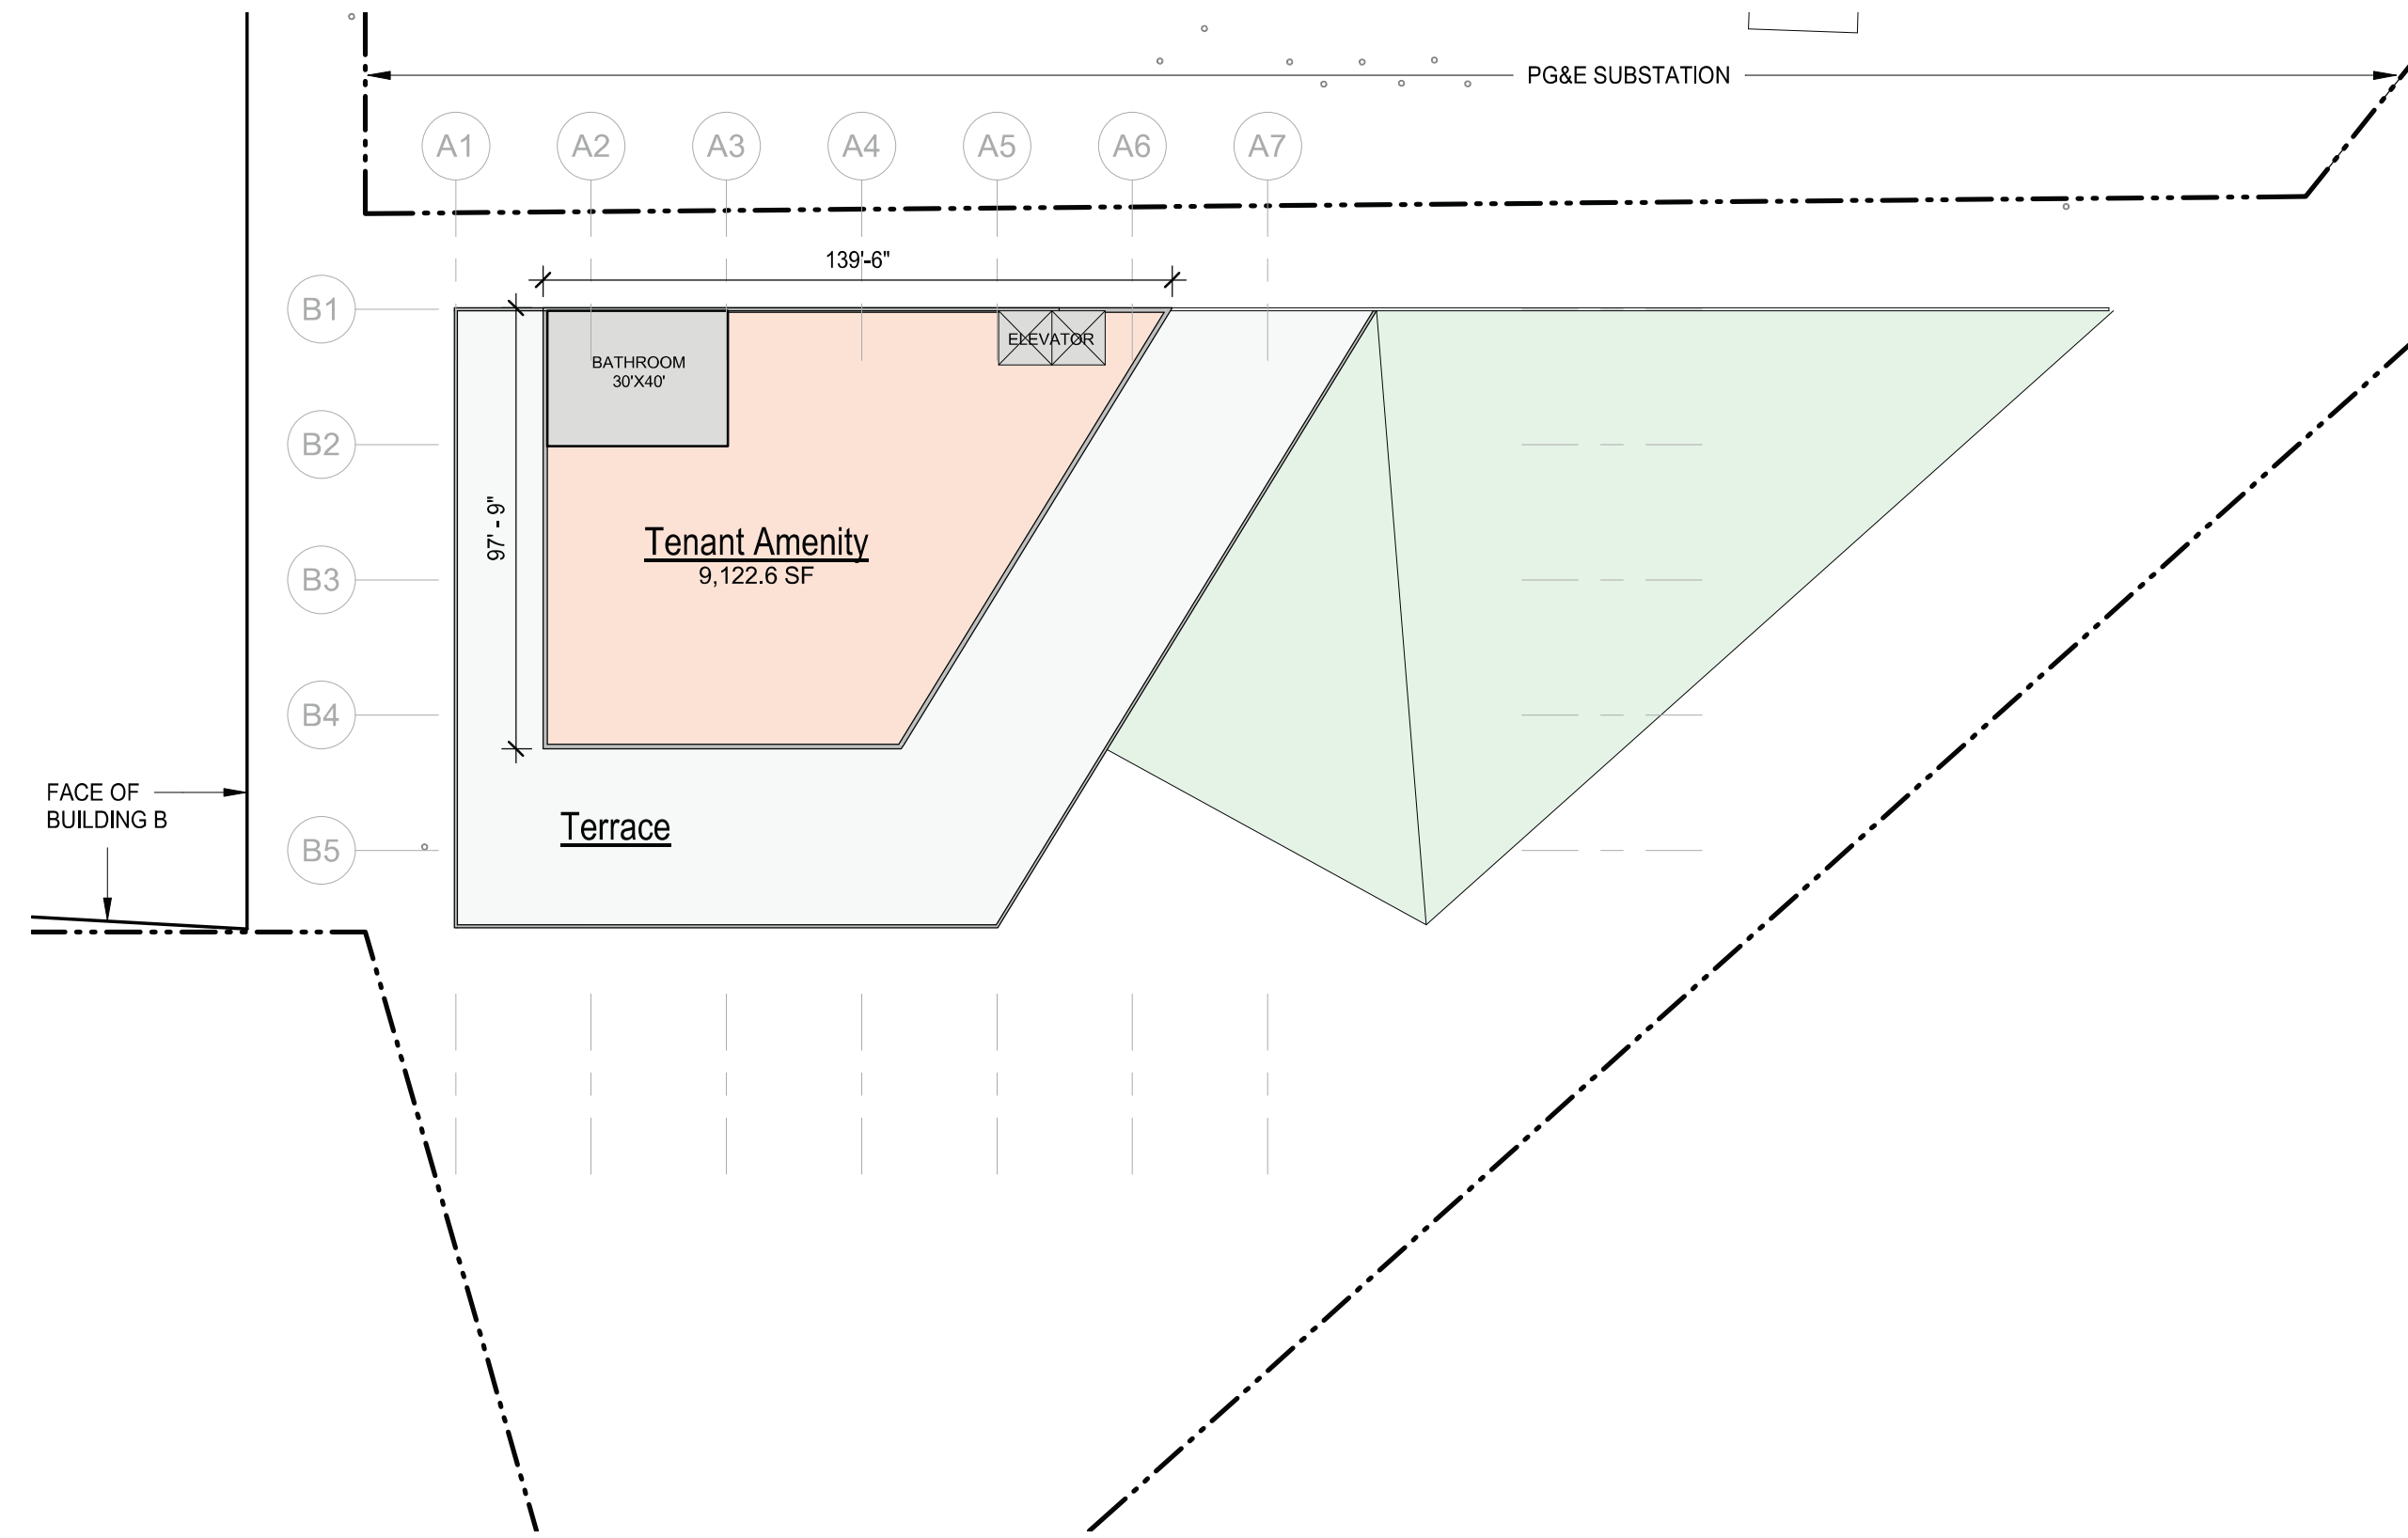 PG&E SUBSTATION
A1 A2 A3 A4 A5 A6 A7
139'-6"
B1
ELEVATOR
BATHROOM
30'X40'
B2
97' - 9"
Tenant Amenity
9,122.6 SF
B3
B4
FACE OF
BUILDING B
Terrace
B5